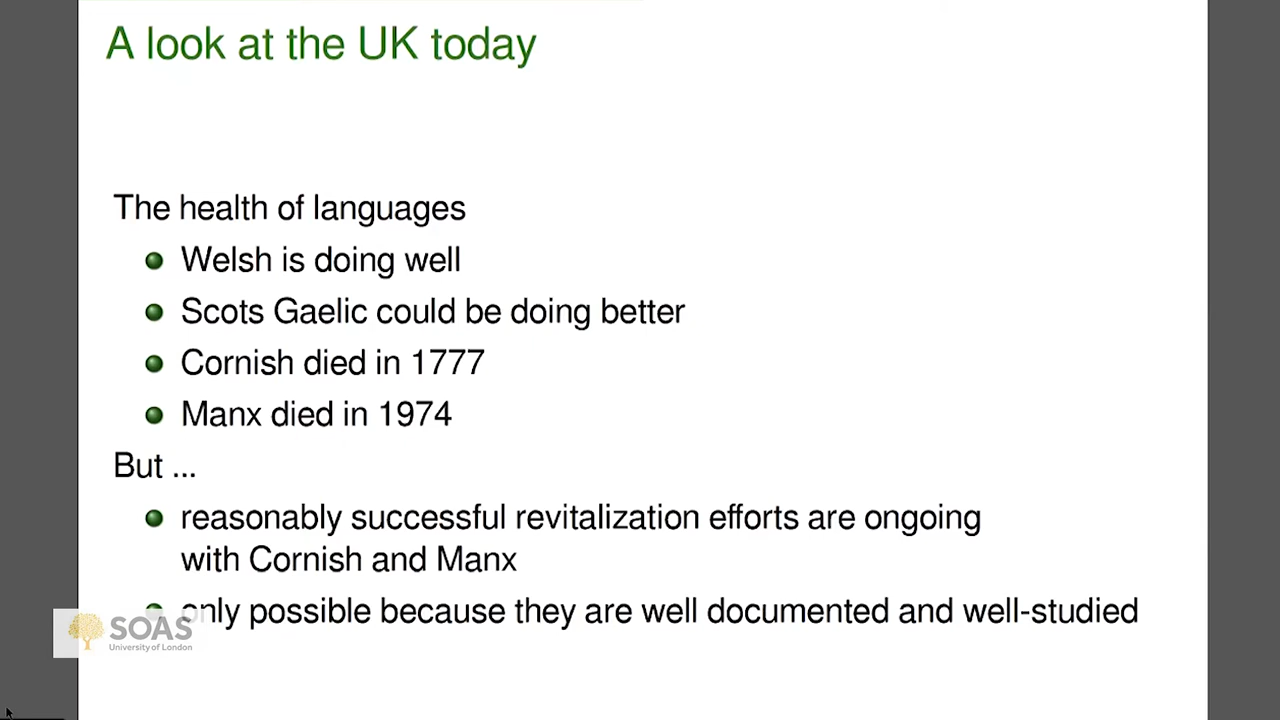 A look at the UK today
The health of languages
Welsh is doing well
Scots Gaelic could be doing better
Cornish died in 1777
Manx died in 1974
But ...
reasonably successful revitalization efforts are ongoing
with Cornish and Manx
only possible because they are well documented and well-studied
SOAS
University of London